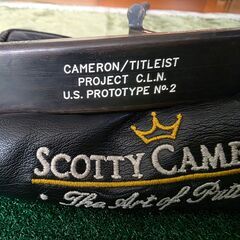 CAMERON/TITLEIST
PROJECT C.L.N.
U.S. PROTOTYPE No.2
SCOTTY CAME
The Art of Putt